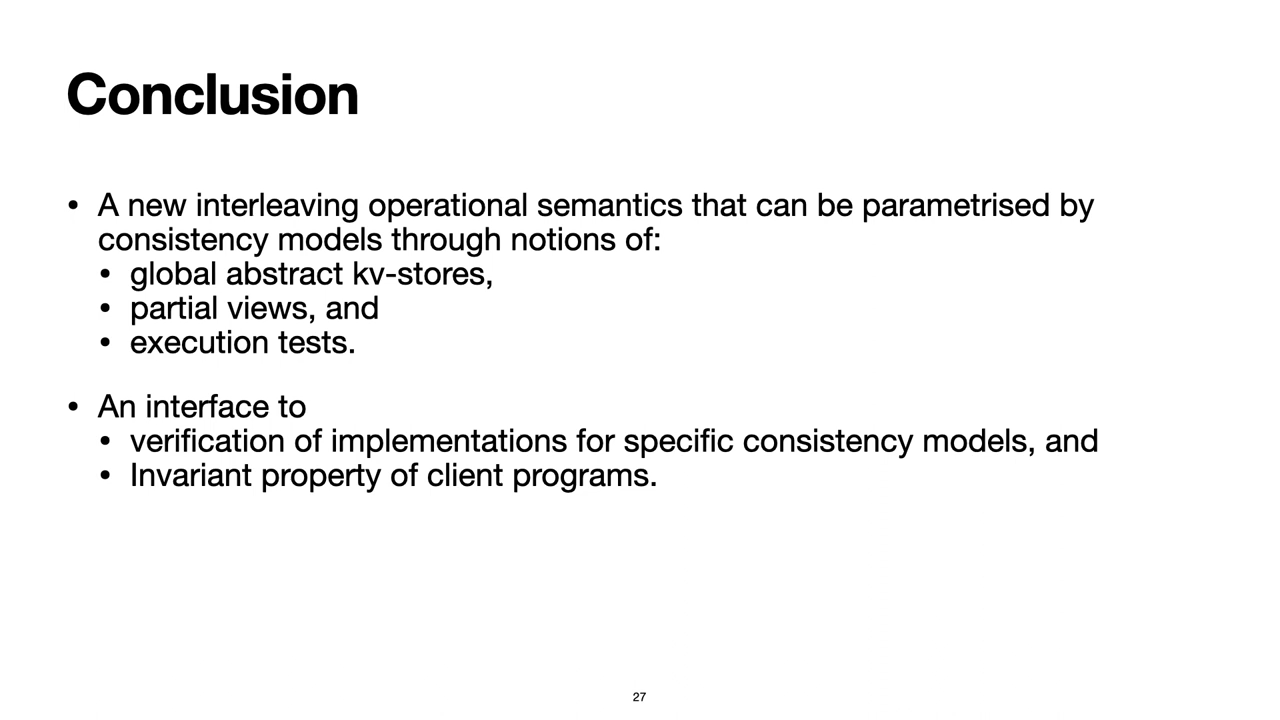 Conclusion
• A new interleaving operational semantics that can be parametrised by
consistency models through notions of:
• global abstract kv-stores,
• partial views, and
• execution tests.
• An interface to
• verification of implementations for specific consistency models, and
• Invariant property of client programs.
27